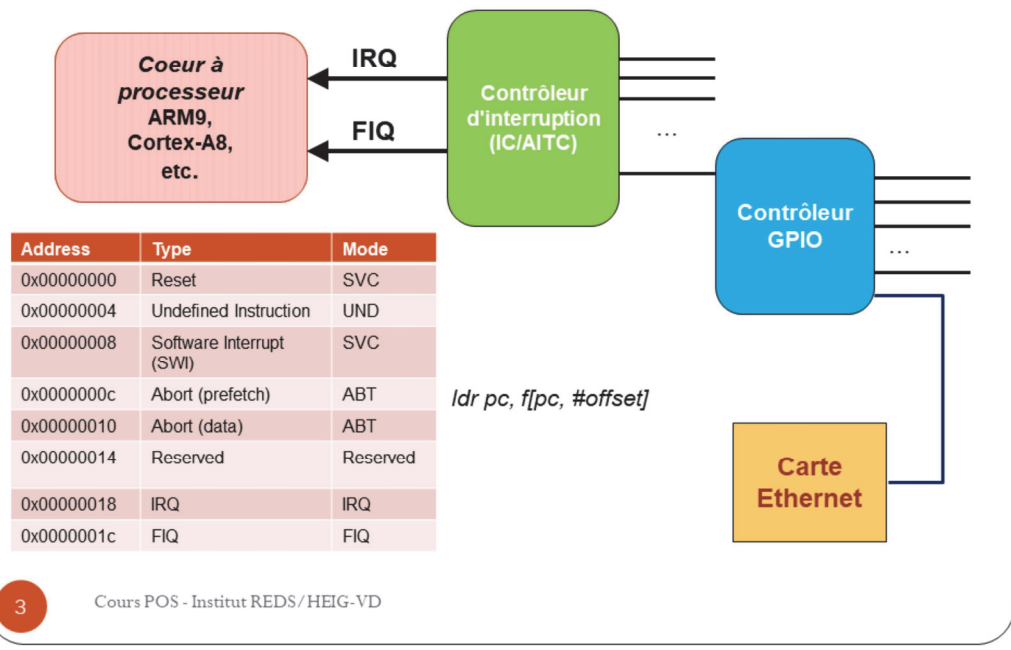 Coeur à
processeur
ARM9,
Cortex-A8,
etc.
IRQ
FIQ
Contrôleur
d'interruption
(IC/AITC)
...
Contrôleur
GPIO
...
Address Type Mode
0x00000000 Reset SVC
0x00000004 Undefined Instruction UND
0x00000008 Software Interrupt SVC
(SWI)
0x0000000c Abort (prefetch) ABT
0x00000010 Abort (data) ABT
0x00000014 Reserved Reserved
0x00000018 IRQ IRQ
0x0000001c FIQ FIQ
ldr pc, f[pc, #offset]
Carte
Ethernet
3 Cours POS - Institut REDS/HEIG-VD